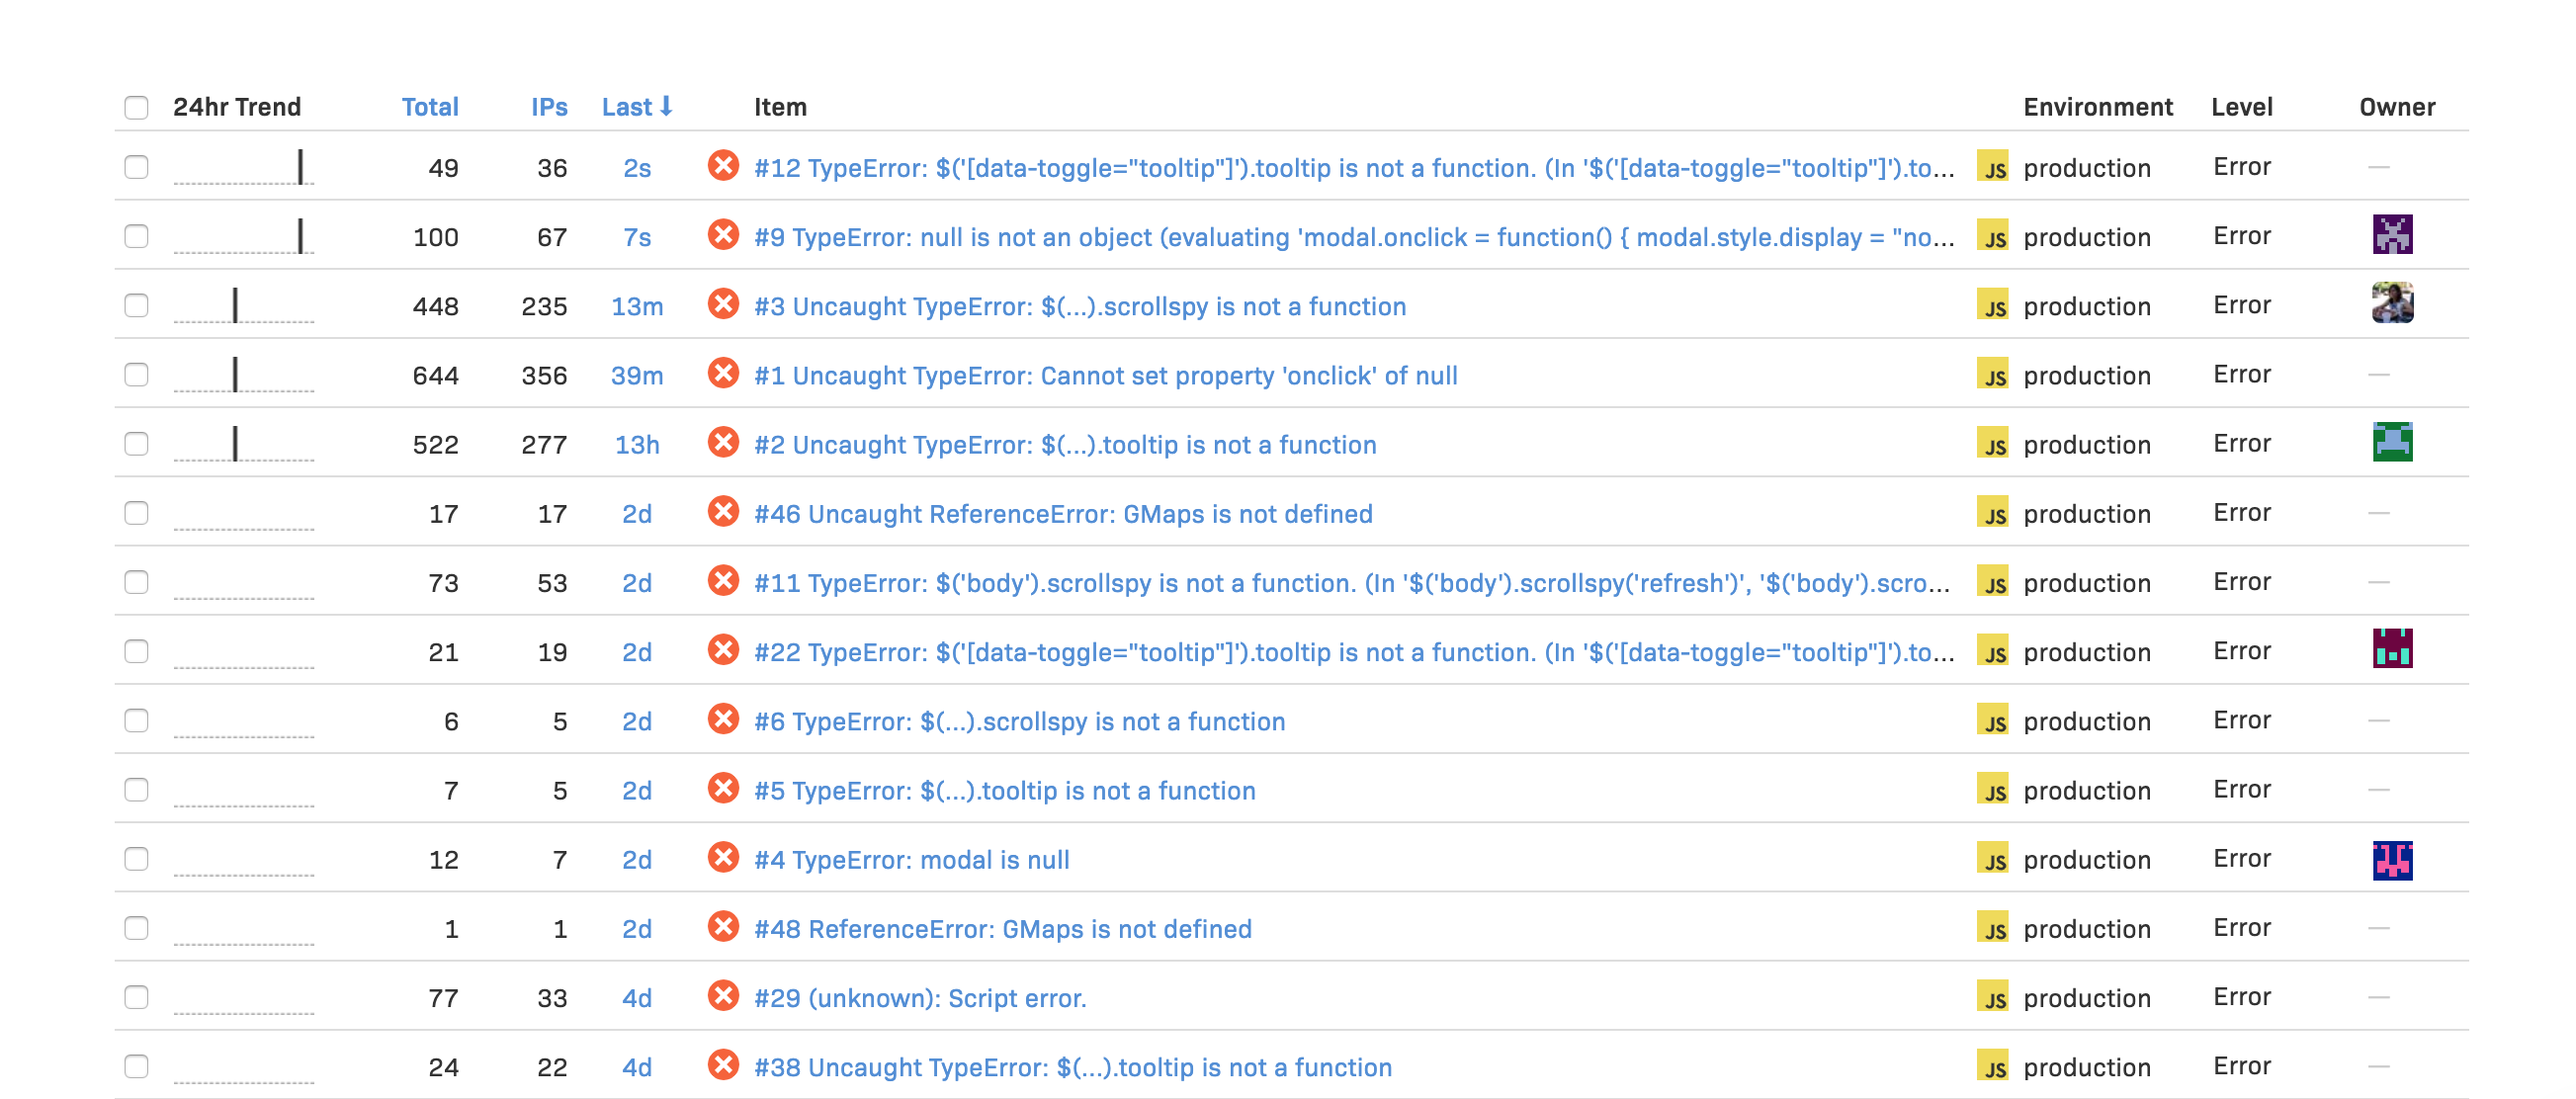 24hr Trend Total IPs Last ⬇ Item Environment Level Owner
49 36 2s #12 TypeError: $('[data-toggle="tooltip"]').tooltip is not a function. (In '$('[data-toggle="tooltip"]').to... JS production Error —
100 67 7s #9 TypeError: null is not an object (evaluating 'modal.onclick = function() { modal.style.display = "no... JS production Error
448 235 13m #3 Uncaught TypeError: $(...).scrollspy is not a function JS production Error
644 356 39m #1 Uncaught TypeError: Cannot set property 'onclick' of null JS production Error —
522 277 13h #2 Uncaught TypeError: $(...).tooltip is not a function JS production Error
17 17 2d #46 Uncaught ReferenceError: GMaps is not defined JS production Error —
73 53 2d #11 TypeError: $('body').scrollspy is not a function. (In '$('body').scrollspy('refresh')', '$('body').scro... JS production Error —
21 19 2d #22 TypeError: $('[data-toggle="tooltip"]').tooltip is not a function. (In '$('[data-toggle="tooltip"]').to... JS production Error
6 5 2d #6 TypeError: $(...).scrollspy is not a function JS production Error —
7 5 2d #5 TypeError: $(...).tooltip is not a function JS production Error —
12 7 2d #4 TypeError: modal is null JS production Error
1 1 2d #48 ReferenceError: GMaps is not defined JS production Error —
77 33 4d #29 (unknown): Script error. JS production Error —
24 22 4d #38 Uncaught TypeError: $(...).tooltip is not a function JS production Error —